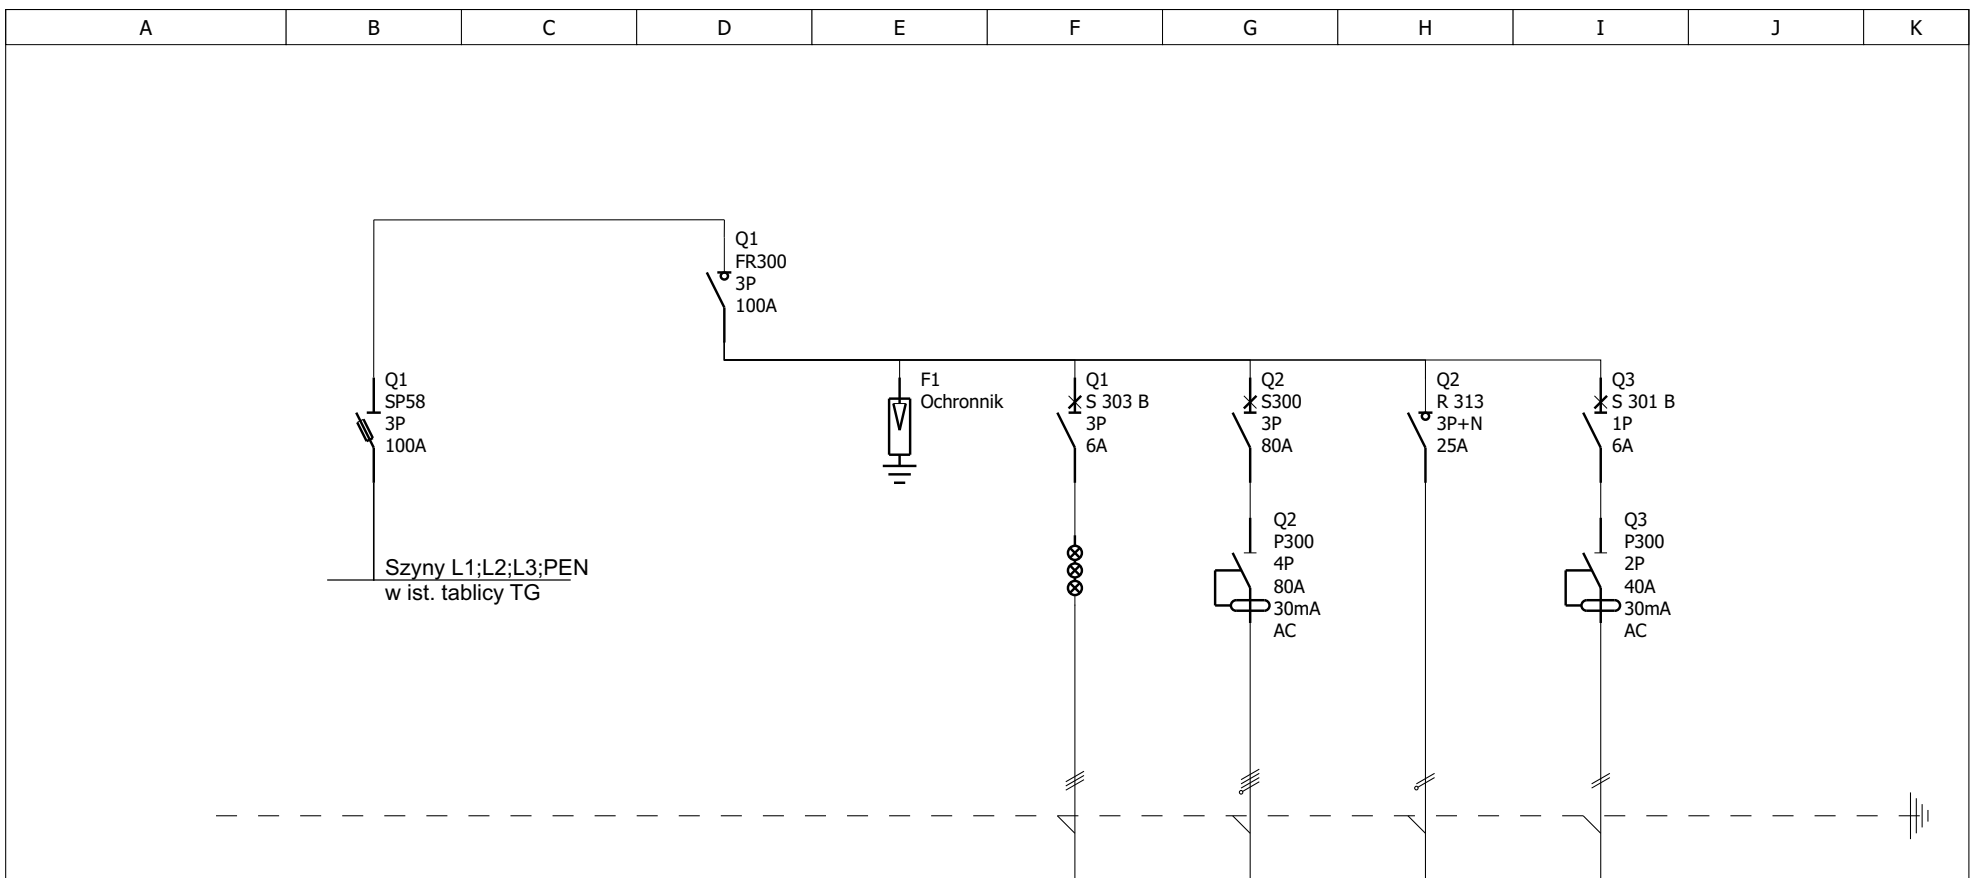 A B C D E F G H I J K
Q1
FR300
3P
100A
Q1
SP58
3P
100A
Szyny L1;L2;L3;PEN
w ist. tablicy TG
F1
Ochronnik
Q1
S 303 B
3P
6A
Q2
S300
3P
80A
Q2
P300
4P
80A
30mA
AC
Q2
R 313
3P+N
25A
Q3
S 301 B
1P
6A
Q3
P300
2P
40A
30mA
AC